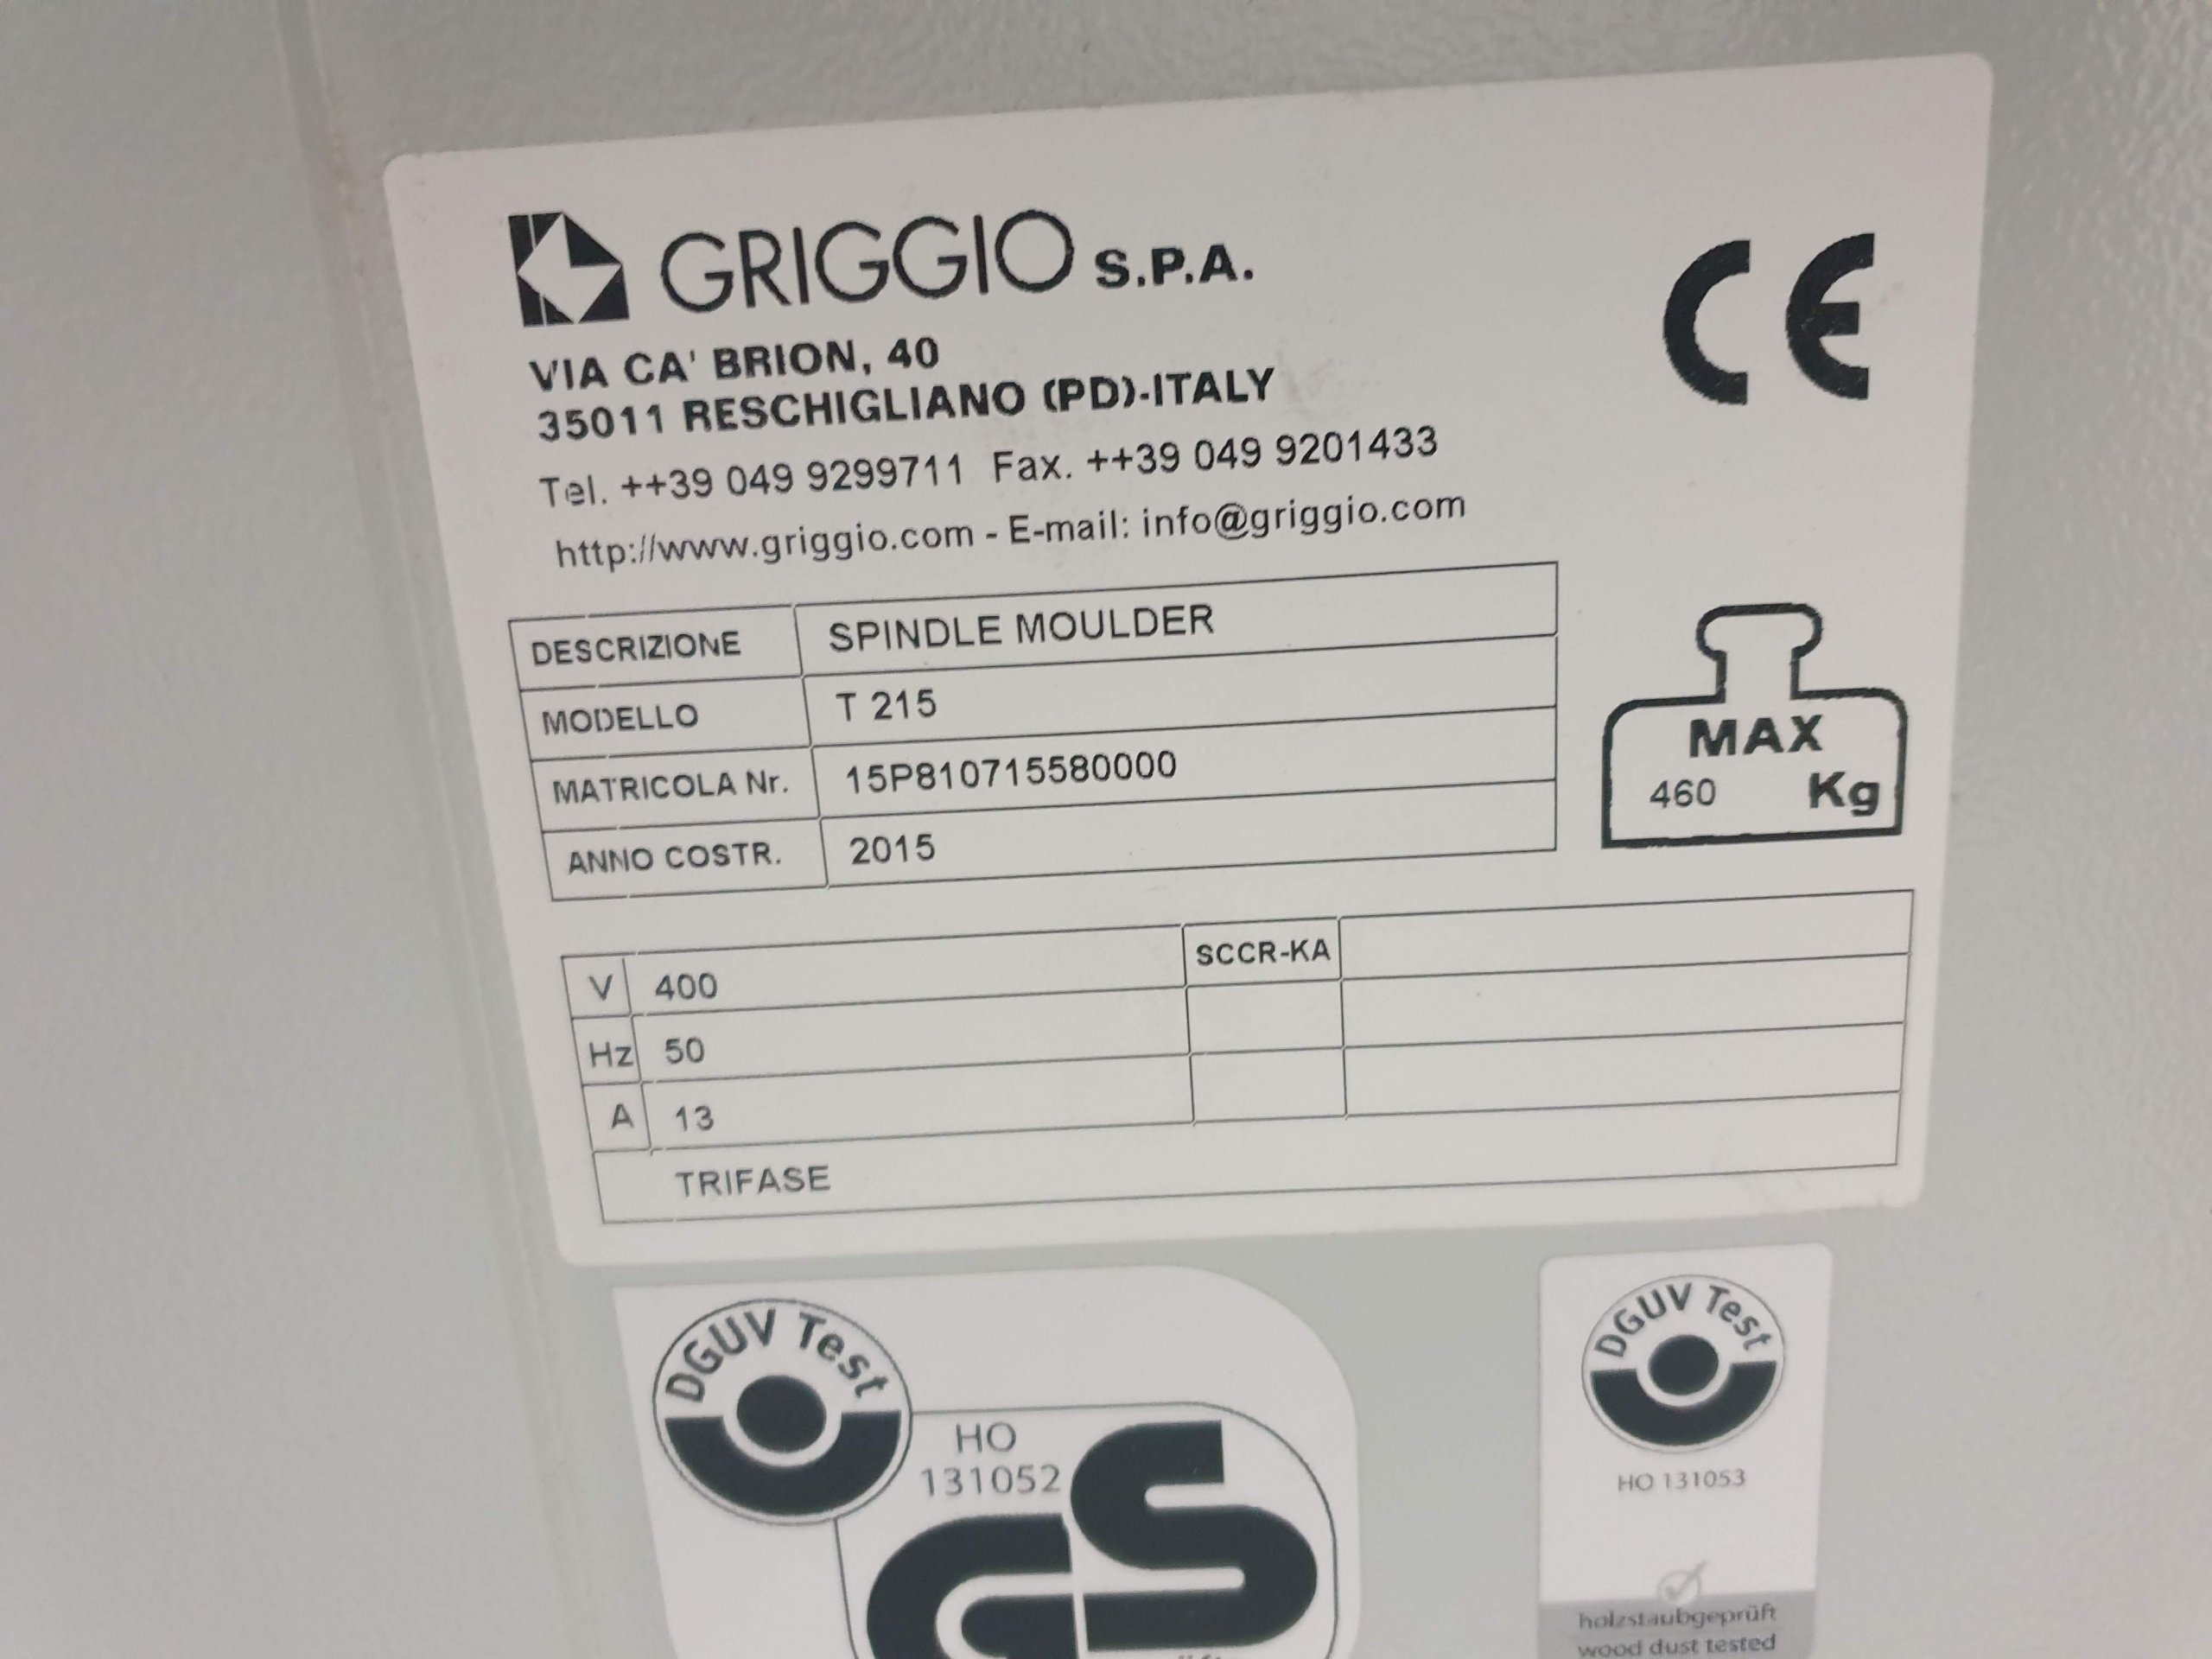 GRIGGIO S.P.A.
CE
VIA CA' BRION, 40
35011 RESCHIGLIANO (PD)-ITALY
Tel. ++39 049 9299711 Fax. ++39 049 9201433
http://www.griggio.com - E-mail: info@griggio.com
DESCRIZIONE SPINDLE MOULDER
MODELLO T 215
MATRICOLA Nr. 15P810715580000
ANNO COSTR. 2015
MAX
460 Kg
V 400 SCCR-KA
Hz 50
A 13
TRIFASE
DGUV Test
HO
131052
GS
DGUV Test
HO 131053
holzstaubgeprüft
wood dust tested